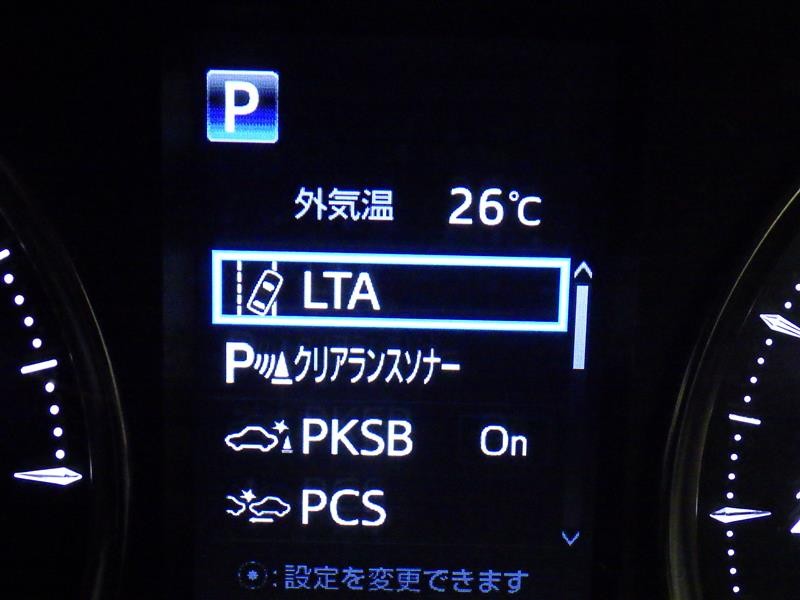 P
外気温 26℃
LTA
P クリアランスソナー
PKSB On
PCS
:設定を変更できます